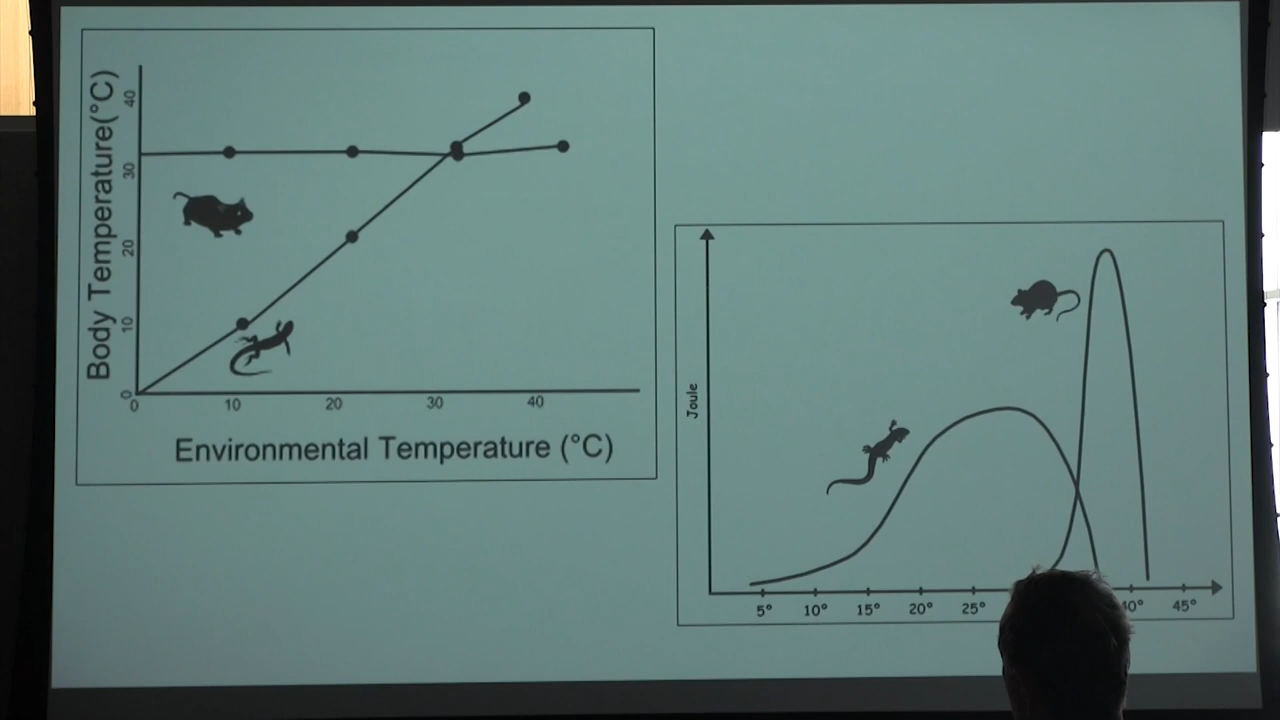 Body Temperature(°C)
40
30
20
10
0
0 10 20 30 40
Environmental Temperature (°C)
Joule
5° 10° 15° 20° 25° 45°